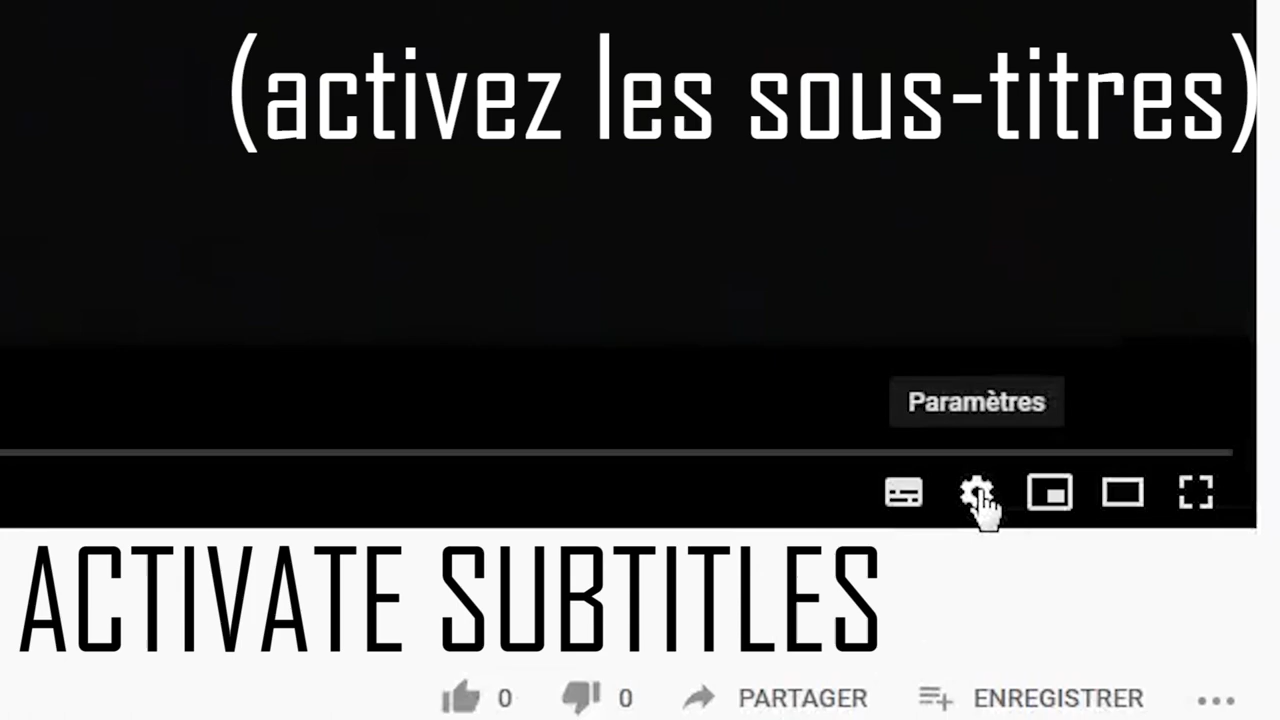 (activez les sous-titres)
Paramètres
ACTIVATE SUBTITLES
0 0 PARTAGER ENREGISTRER